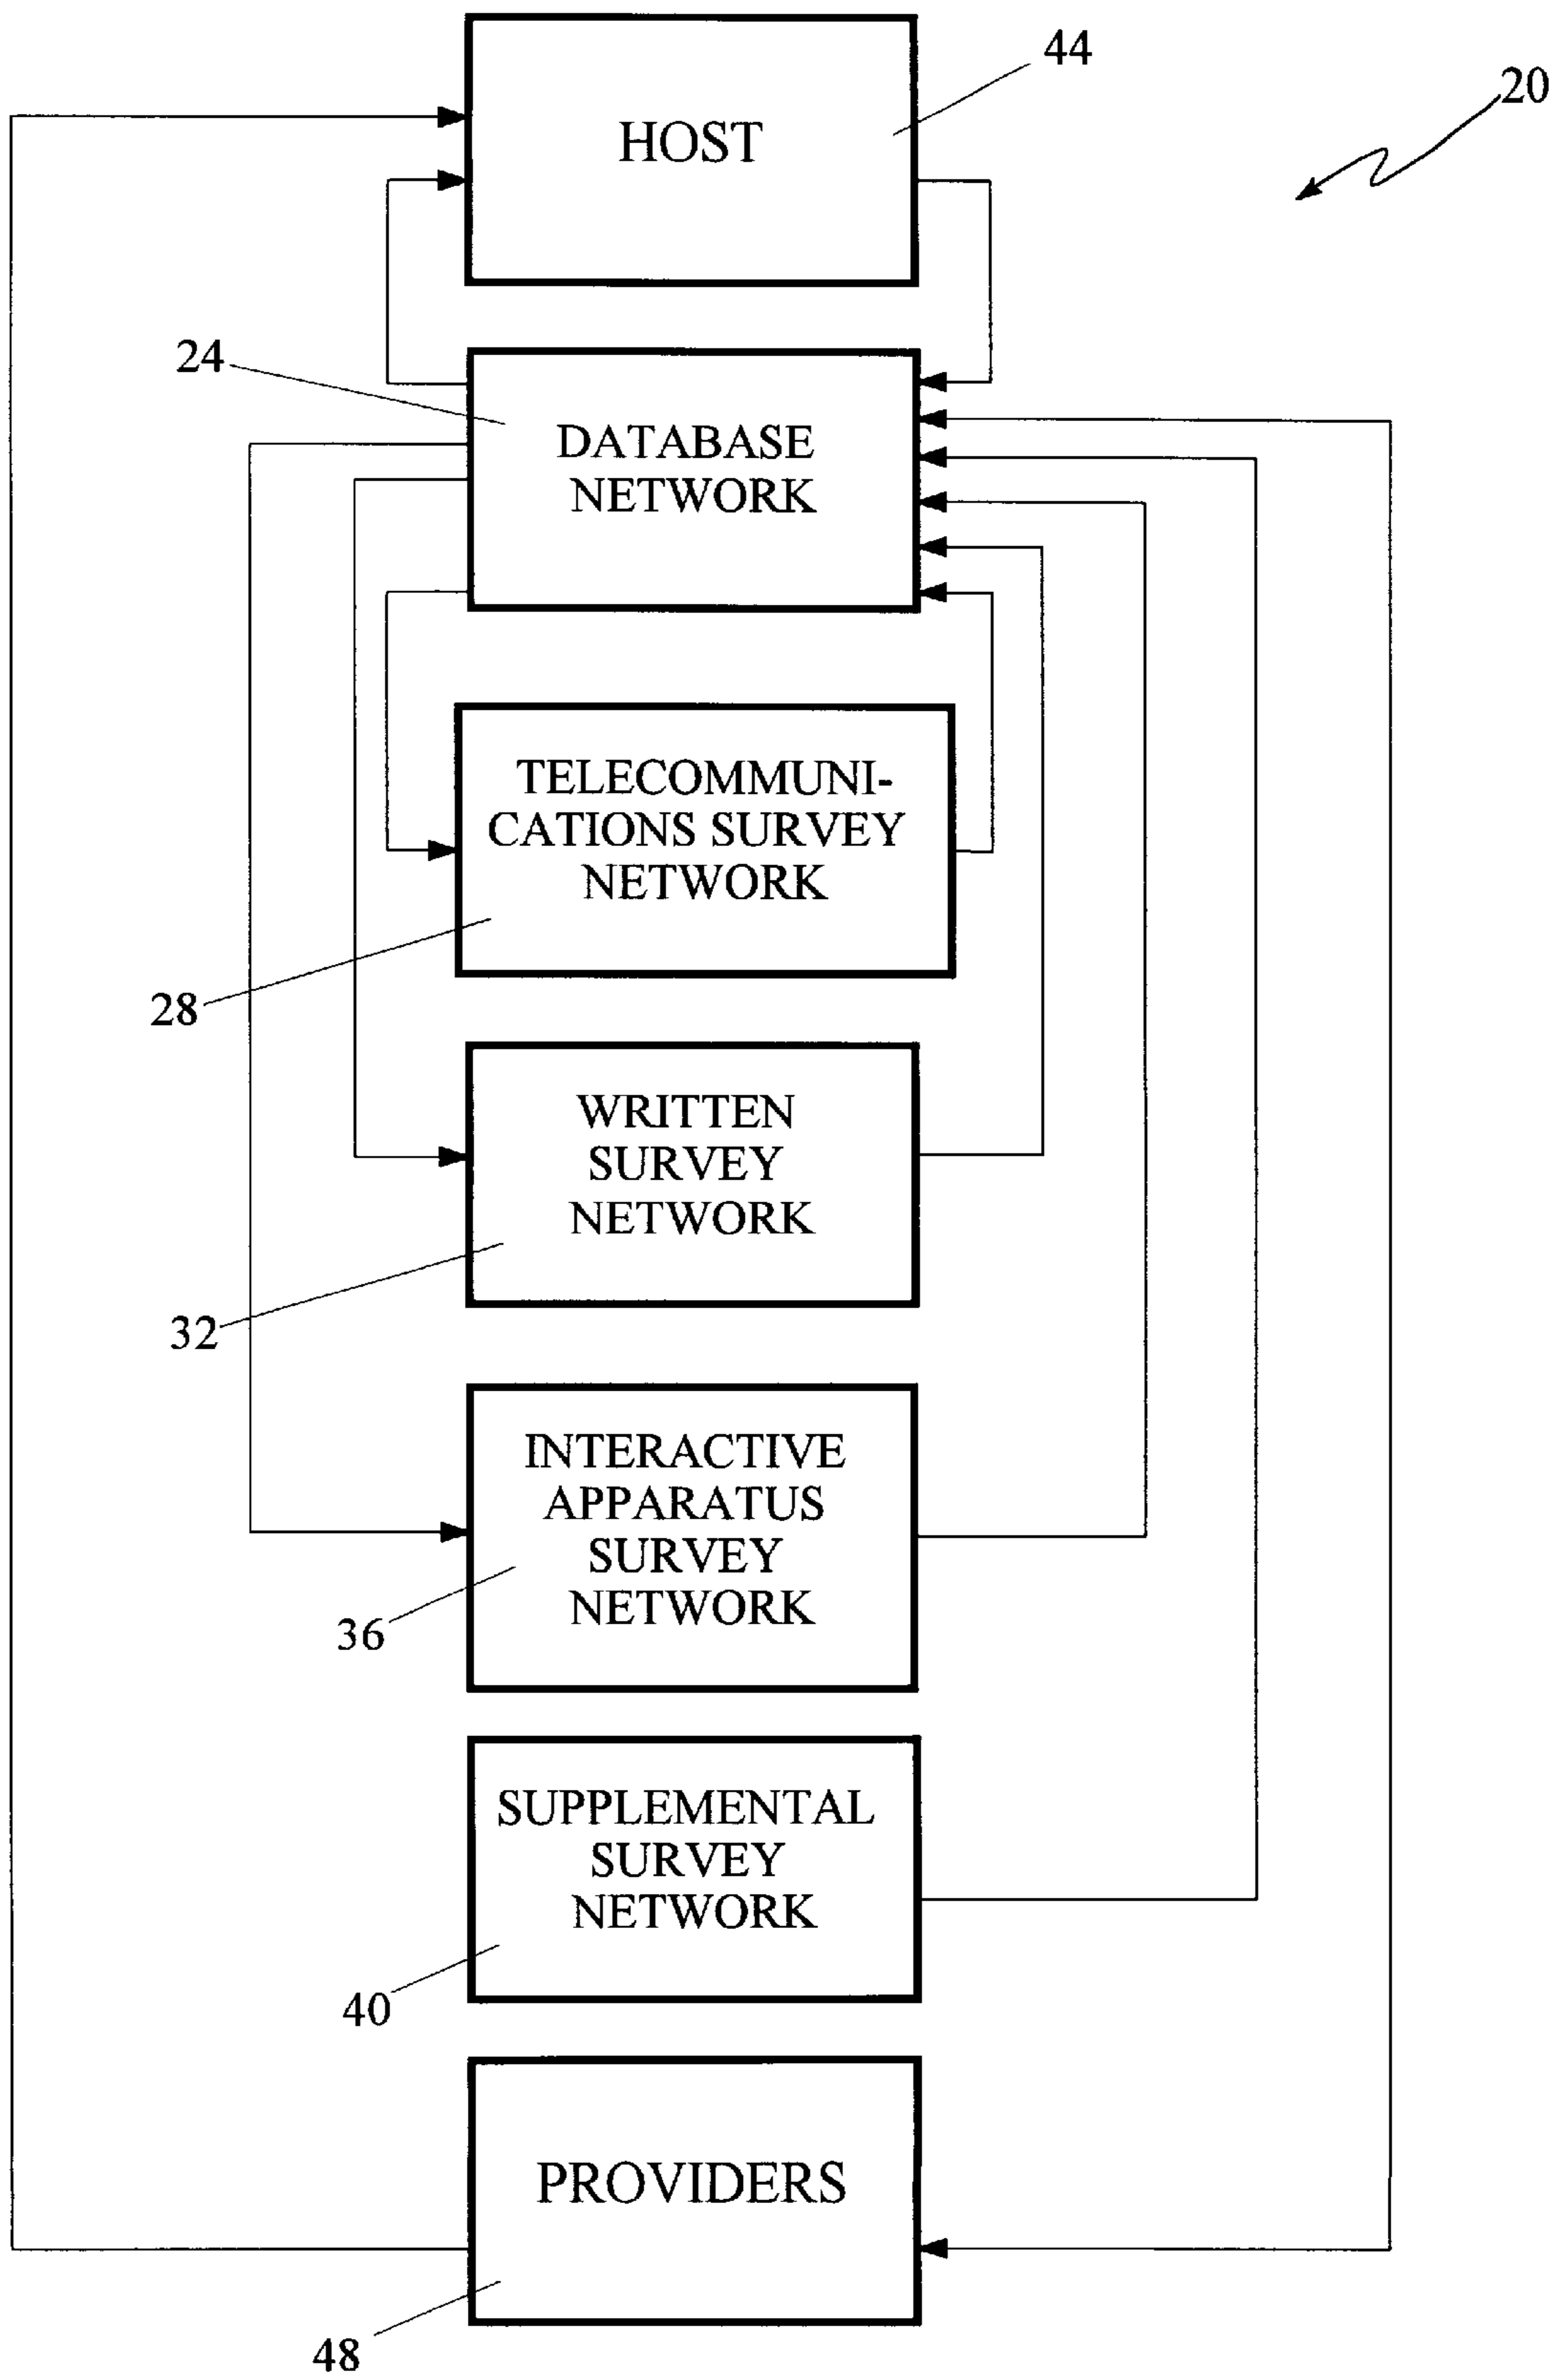 44
20
HOST
24
DATABASE
NETWORK
TELECOMMUNI-
CATIONS SURVEY
NETWORK
28
WRITTEN
SURVEY
NETWORK
32
INTERACTIVE
APPARATUS
SURVEY
NETWORK
36
SUPPLEMENTAL
SURVEY
NETWORK
40
PROVIDERS
48